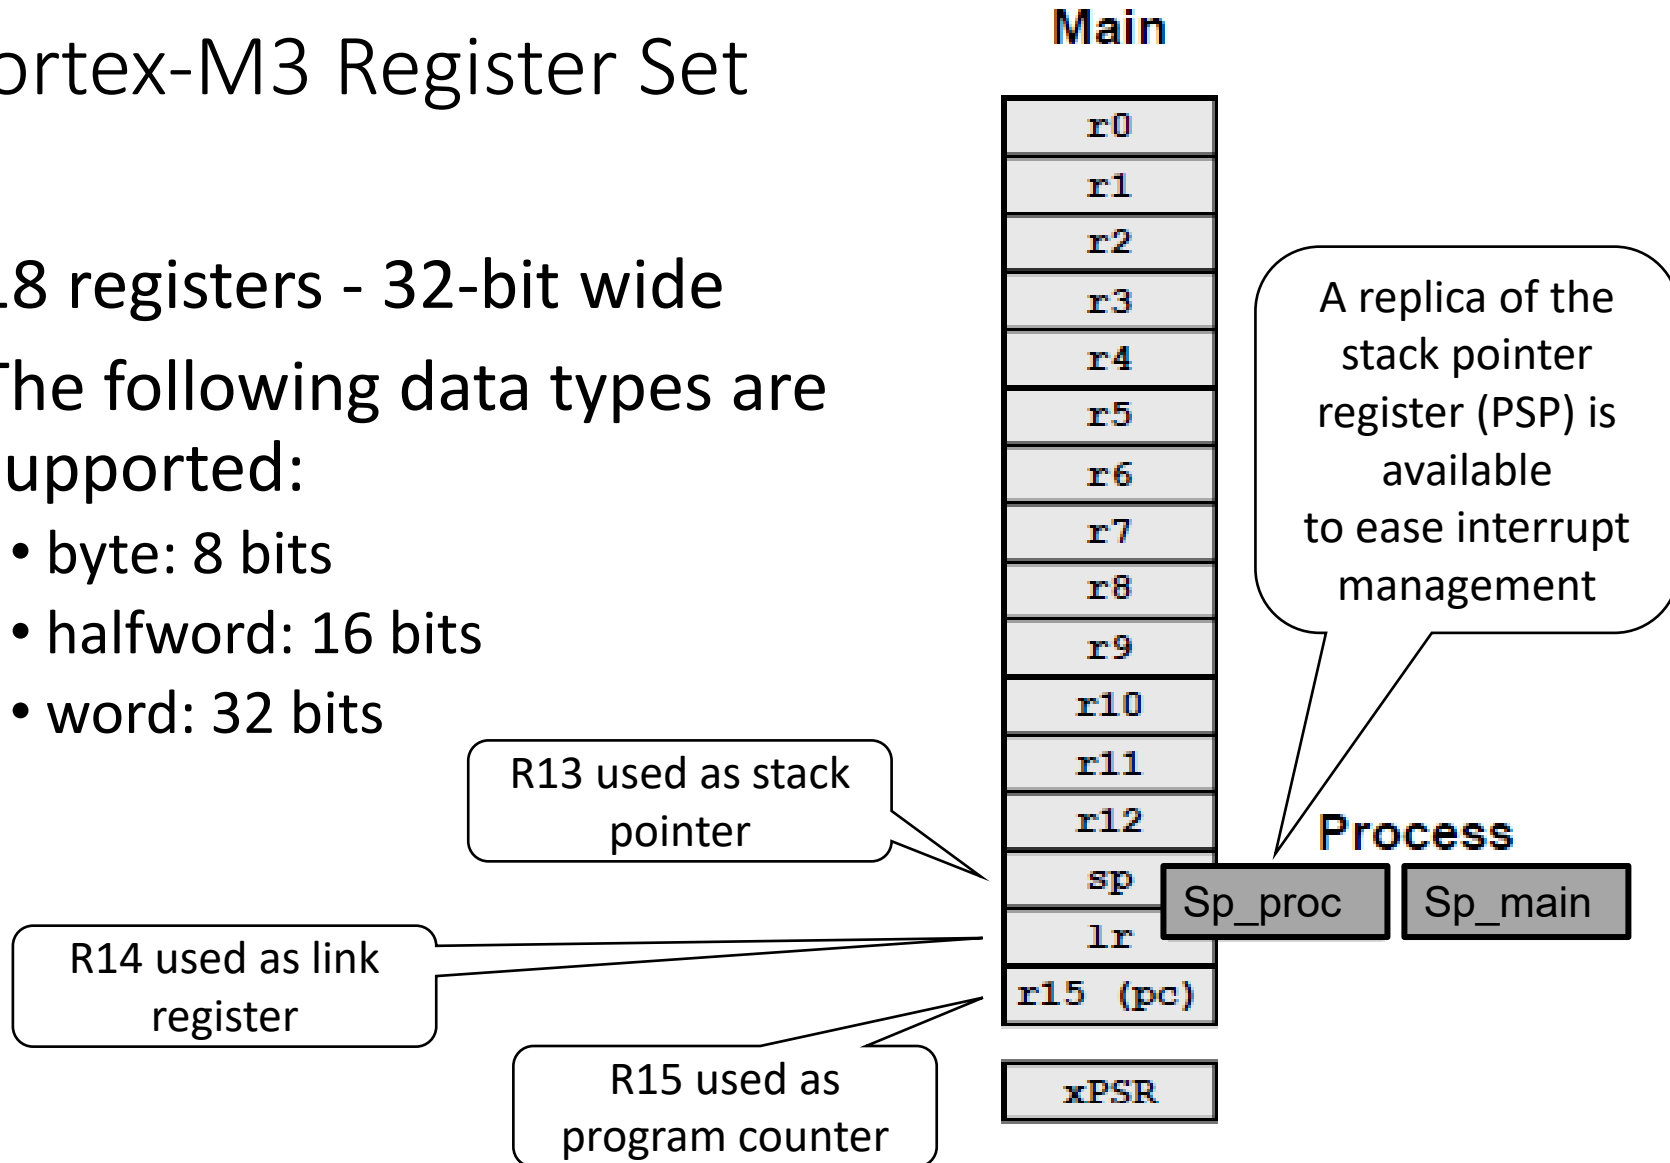 ortex-M3 Register Set
18 registers - 32-bit wide
The following data types are
upported:
• byte: 8 bits
• halfword: 16 bits
• word: 32 bits
Main
r0
r1
r2
r3
r4
r5
r6
r7
r8
r9
r10
r11
r12
sp
lr
r15 (pc)
xPSR
A replica of the
stack pointer
register (PSP) is
available
to ease interrupt
management
Process
Sp_proc
Sp_main
R13 used as stack
pointer
R14 used as link
register
R15 used as
program counter